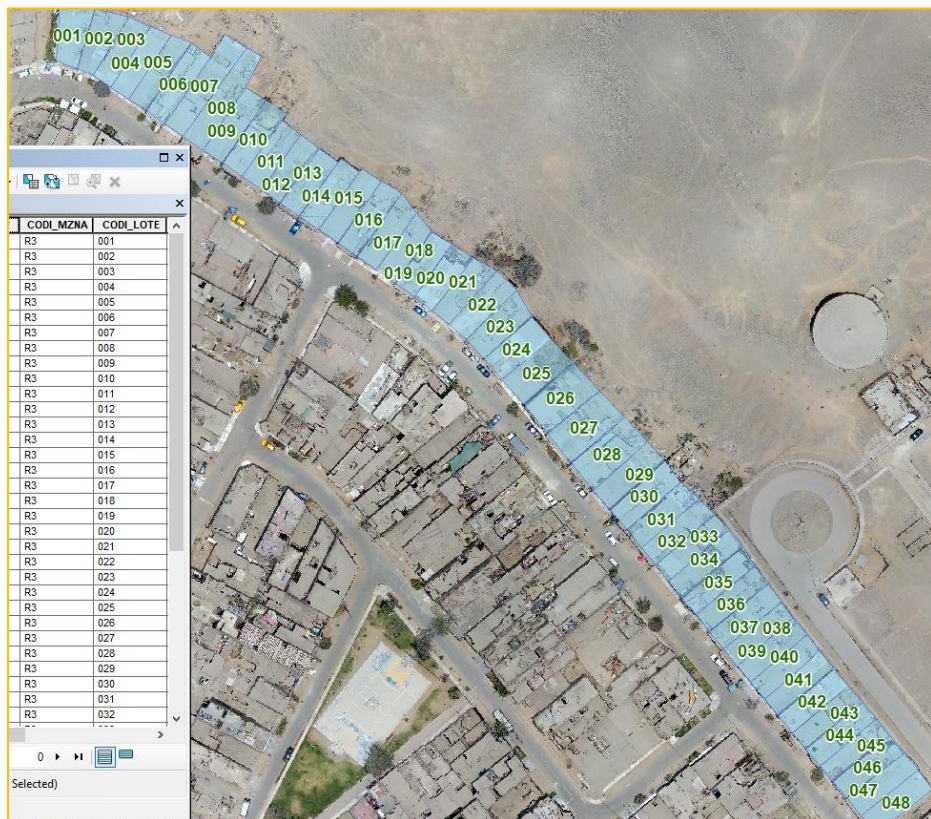 001 002 003
004 005
006 007
008
009 010
011
012 013
014 015
016
017 018
019 020 021
022
023
024
025
026
027
028
029
030
031
032 033
034
035
036
037 038
039 040
041
042
043
044 045
046
047
048
CODI_MZNA CODI_LOTE
R3 001
R3 002
R3 003
R3 004
R3 005
R3 006
R3 007
R3 008
R3 009
R3 010
R3 011
R3 012
R3 013
R3 014
R3 015
R3 016
R3 017
R3 018
R3 019
R3 020
R3 021
R3 022
R3 023
R3 024
R3 025
R3 026
R3 027
R3 028
R3 029
R3 030
R3 031
R3 032
0
Selected)